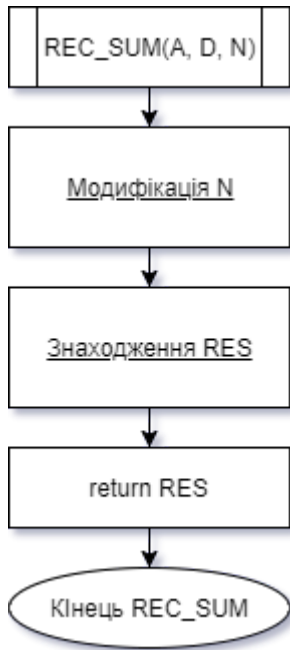 REC_SUM(A, D, N)
Модифікація N
Знаходження RES
return RES
КІнець REC_SUM